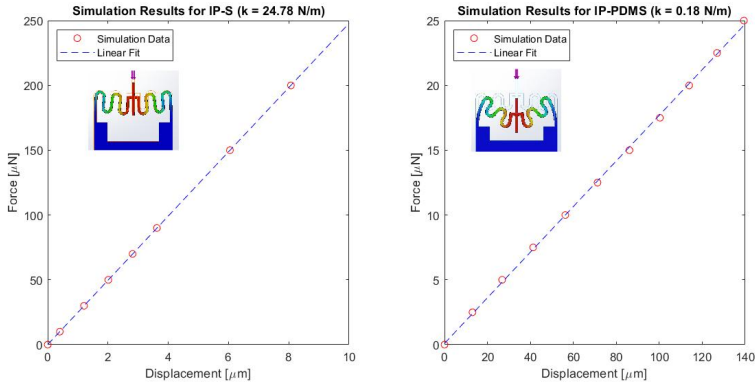 Simulation Results for IP-S (k = 24.78 N/m)
250
200
150
100
50
0
Force [μN]
Simulation Data
Linear Fit
0 2 4 6 8 10
Displacement [μm]
Simulation Results for IP-PDMS (k = 0.18 N/m)
25
20
15
10
5
0
Force [μN]
Simulation Data
Linear Fit
0 20 40 60 80 100 120 140
Displacement [μm]